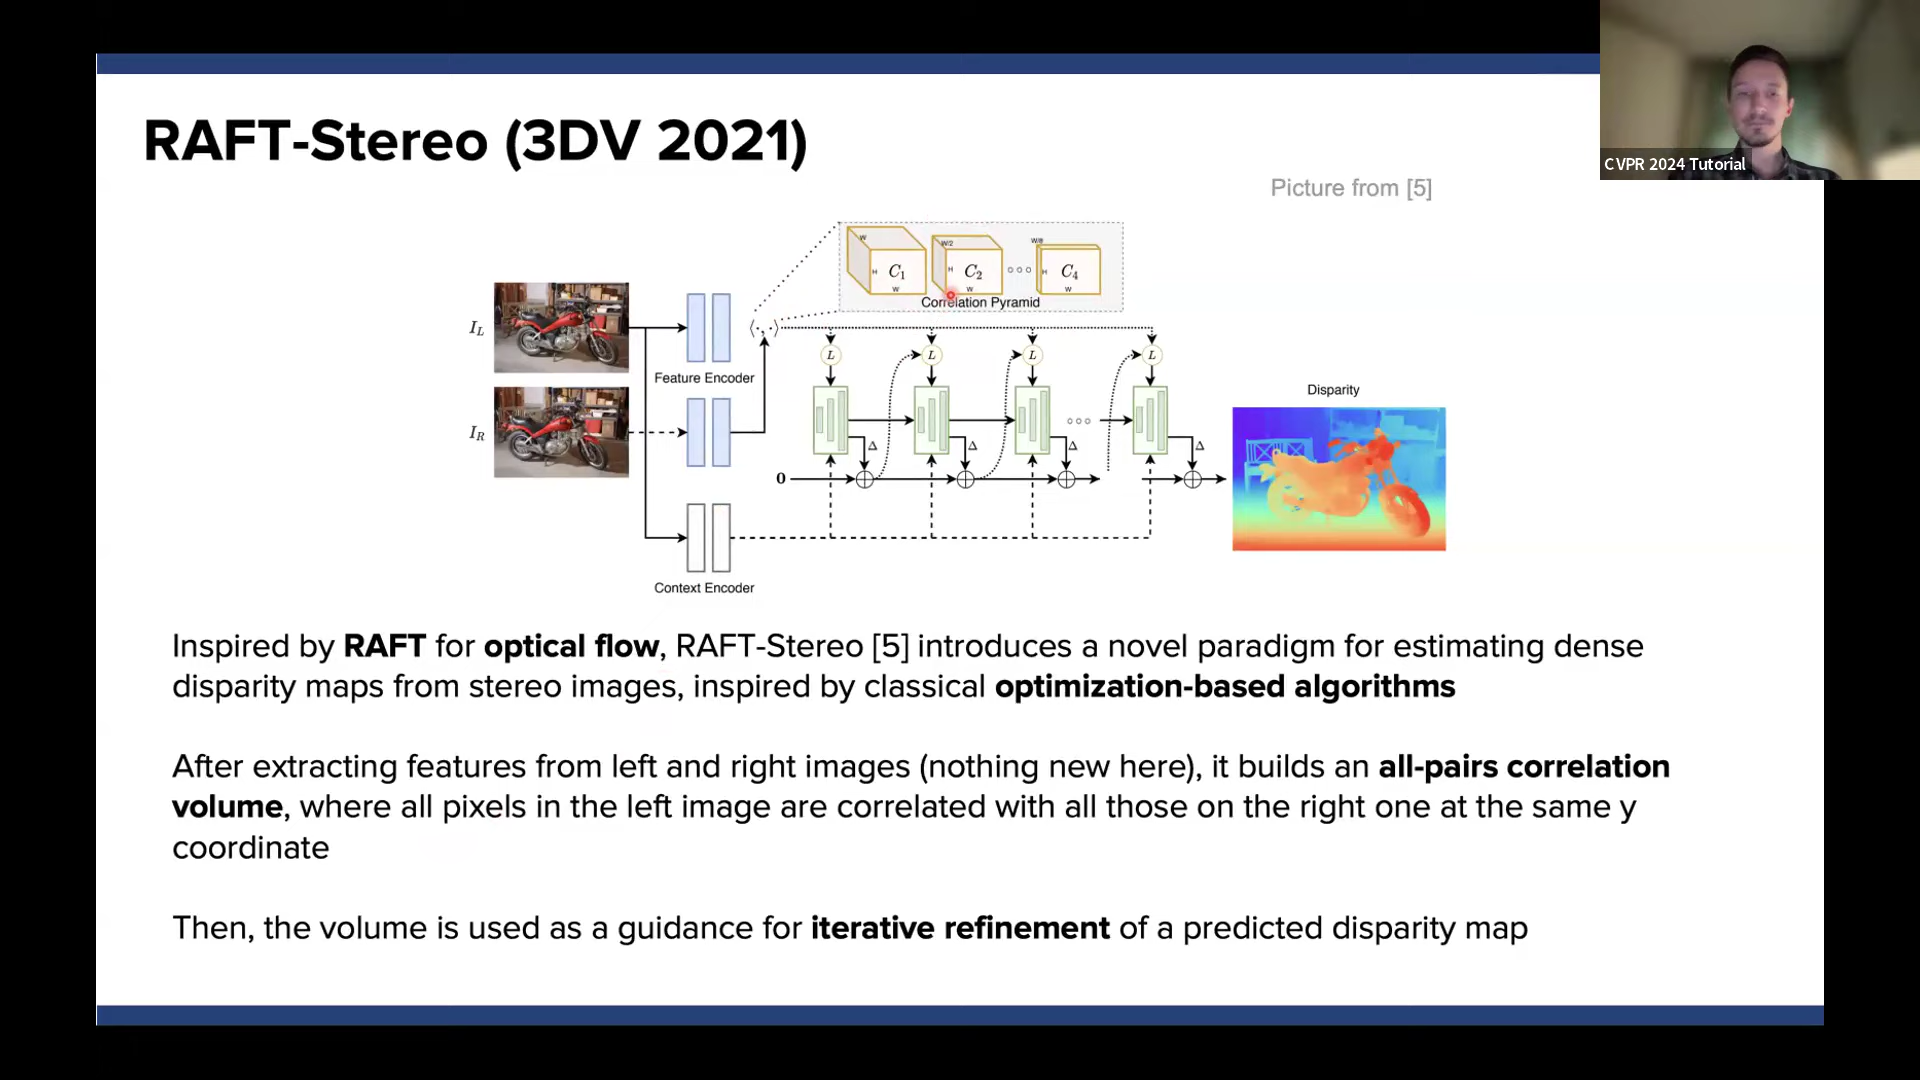 RAFT-Stereo (3DV 2021)
CVPR 2024 Tutorial
Picture from [5]
W W/2 W/8
H C₁ H C₂ H C₄
W W W
Correlation Pyramid
I_L
⟨·,·⟩
L L L L
Feature Encoder
Disparity
I_R
Δ Δ Δ Δ
0
Context Encoder
Inspired by RAFT for optical flow, RAFT-Stereo [5] introduces a novel paradigm for estimating dense
disparity maps from stereo images, inspired by classical optimization-based algorithms
After extracting features from left and right images (nothing new here), it builds an all-pairs correlation
volume, where all pixels in the left image are correlated with all those on the right one at the same y
coordinate
Then, the volume is used as a guidance for iterative refinement of a predicted disparity map